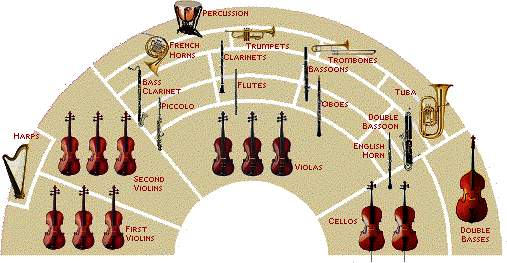 Percussion
French
Horns
Trumpets
Trombones
Clarinets
Bassoons
Bass
Clarinet
Flutes
Tuba
Piccolo
Oboes
Double
Bassoon
Harps
English
Horn
Violas
Second
Violins
Cellos
First
Violins
Double
Basses